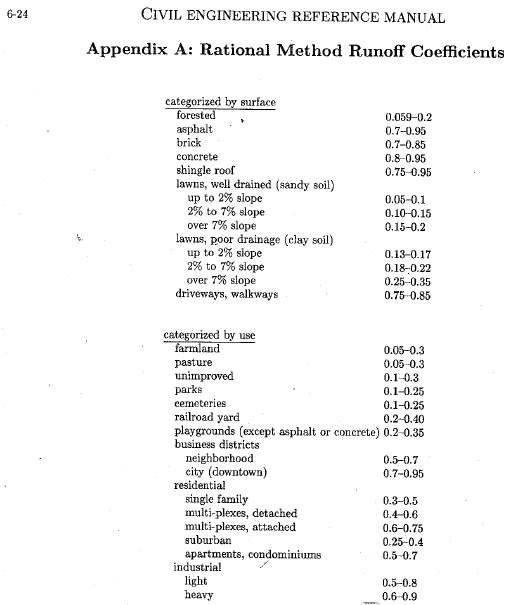 6-24
CIVIL ENGINEERING REFERENCE MANUAL
Appendix A: Rational Method Runoff Coefficients
categorized by surface
forested 0.059–0.2
asphalt 0.7–0.95
brick 0.7–0.85
concrete 0.8–0.95
shingle roof 0.75–0.95
lawns, well drained (sandy soil)
up to 2% slope 0.05–0.1
2% to 7% slope 0.10–0.15
over 7% slope 0.15–0.2
lawns, poor drainage (clay soil)
up to 2% slope 0.13–0.17
2% to 7% slope 0.18–0.22
over 7% slope 0.25–0.35
driveways, walkways 0.75–0.85
categorized by use
farmland 0.05–0.3
pasture 0.05–0.3
unimproved 0.1–0.3
parks 0.1–0.25
cemeteries 0.1–0.25
railroad yard 0.2–0.40
playgrounds (except asphalt or concrete) 0.2–0.35
business districts
neighborhood 0.5–0.7
city (downtown) 0.7–0.95
residential
single family 0.3–0.5
multi-plexes, detached 0.4–0.6
multi-plexes, attached 0.6–0.75
suburban 0.25–0.4
apartments, condominiums 0.5–0.7
industrial
light 0.5–0.8
heavy 0.6–0.9